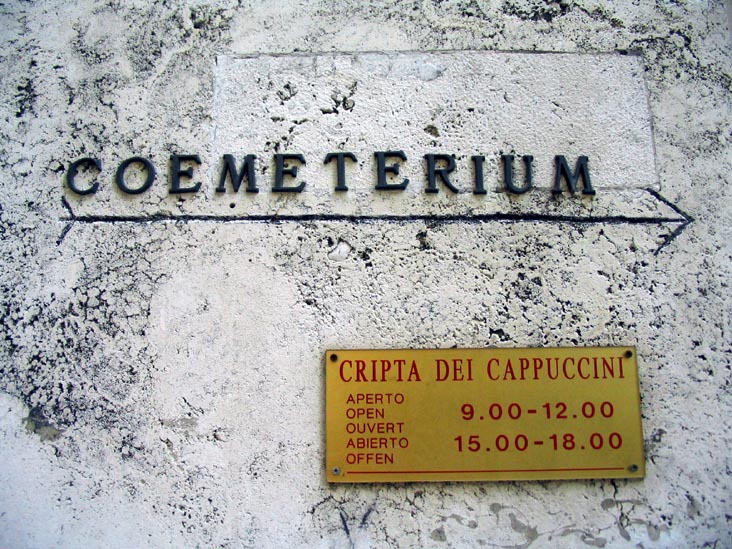 COEMETERIUM
CRIPTA DEI CAPPUCCINI
APERTO
OPEN 9.00-12.00
OUVERT
ABIERTO 15.00-18.00
OFFEN